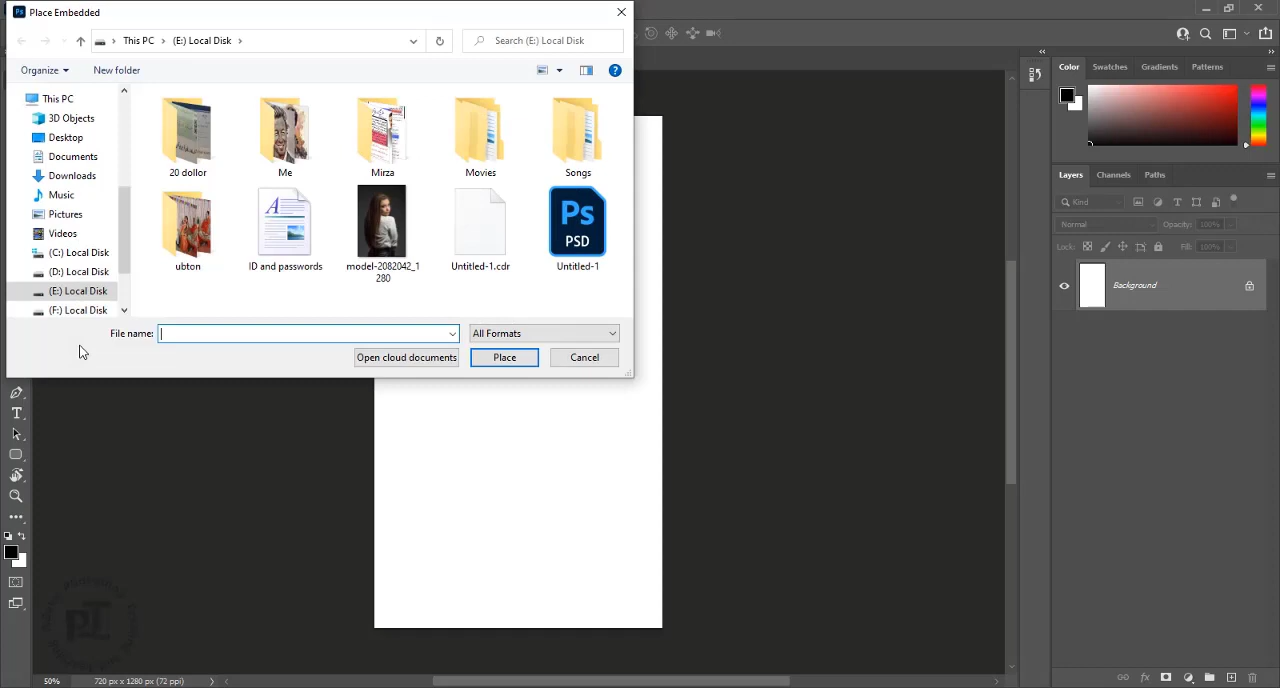 Place Embedded
This PC
(E:) Local Disk
Search (E:) Local Disk
Organize
New folder
This PC
3D Objects
Desktop
Documents
Downloads
Music
Pictures
Videos
(C:) Local Disk
(D:) Local Disk
(E:) Local Disk
(F:) Local Disk
20 dollor
Me
Mirza
Movies
Songs
Ps
PSD
ubton
ID and passwords
model-2082042_1
280
Untitled-1.cdr
Untitled-1
File name:
All Formats
Open cloud documents
Place
Cancel
Color
Swatches
Gradients
Patterns
Layers
Channels
Paths
Kind
Normal
Opacity: 100%
Lock:
Fill: 100%
Background
50%
720 px x 1280 px (72 ppi)